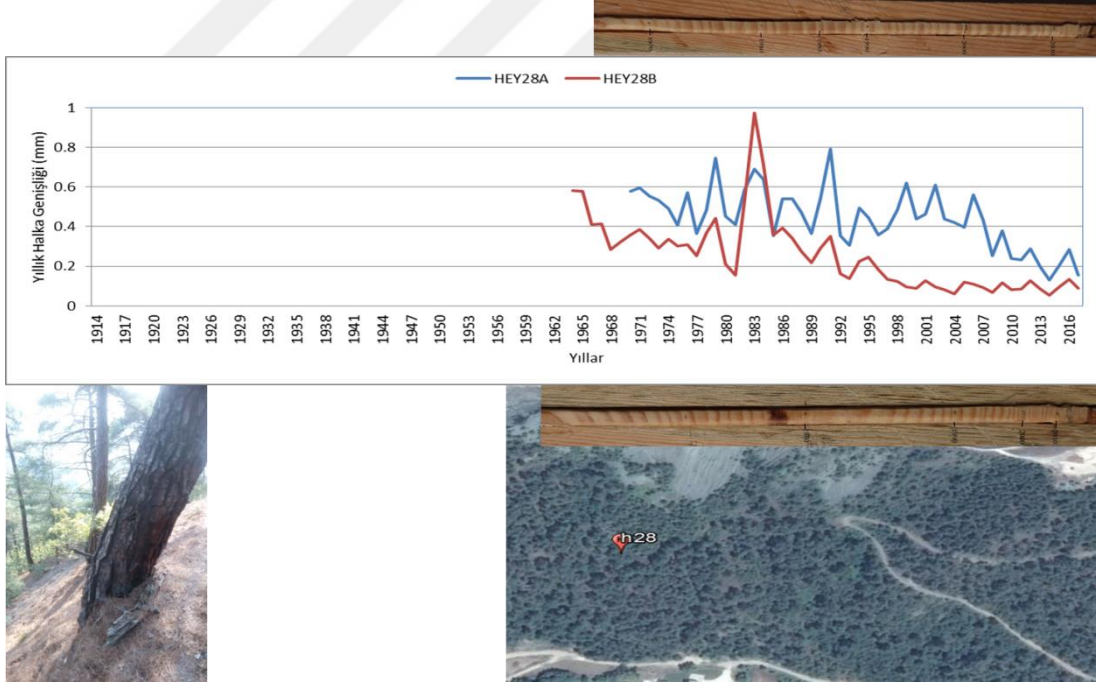 HEY28A HEY28B
Yıllık Halka Genişliği (mm)
1
0.8
0.6
0.4
0.2
0
1914 1917 1920 1923 1926 1929 1932 1935 1938 1941 1944 1947 1950 1953 1956 1959 1962 1965 1968 1971 1974 1977 1980 1983 1986 1989 1992 1995 1998 2001 2004 2007 2010 2013 2016
Yıllar
h28